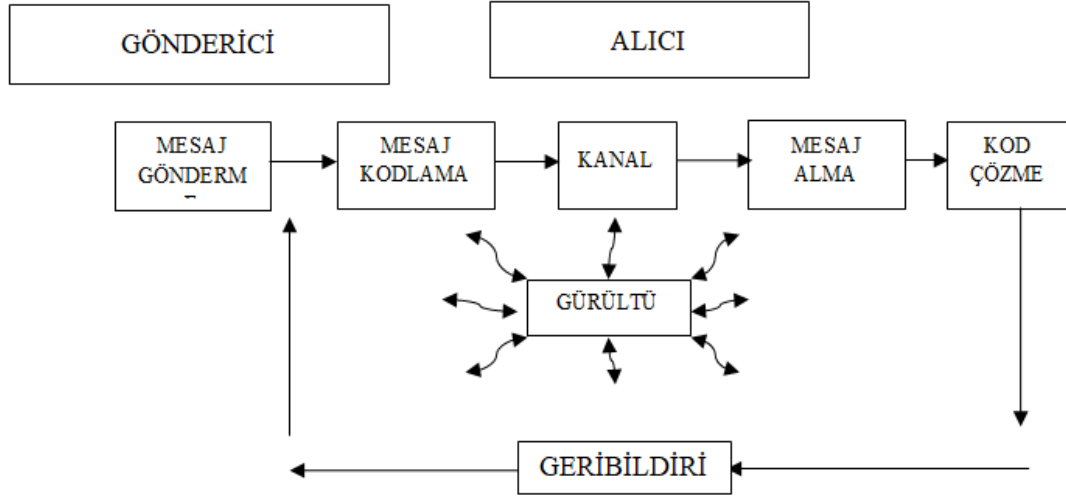 GÖNDERİCİ
ALICI
MESAJ
GÖNDERM
MESAJ
KODLAMA
KANAL
MESAJ
ALMA
KOD
ÇÖZME
GÜRÜLTÜ
GERİBİLDİRİ